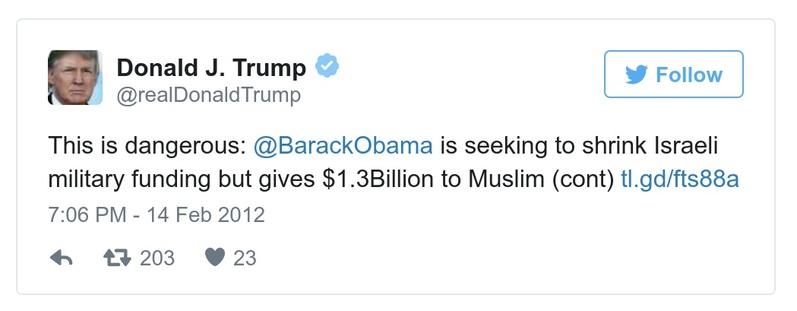 Donald J. Trump
@realDonaldTrump
Follow
This is dangerous: @BarackObama is seeking to shrink Israeli
military funding but gives $1.3Billion to Muslim (cont) tl.gd/fts88a
7:06 PM - 14 Feb 2012
203 23